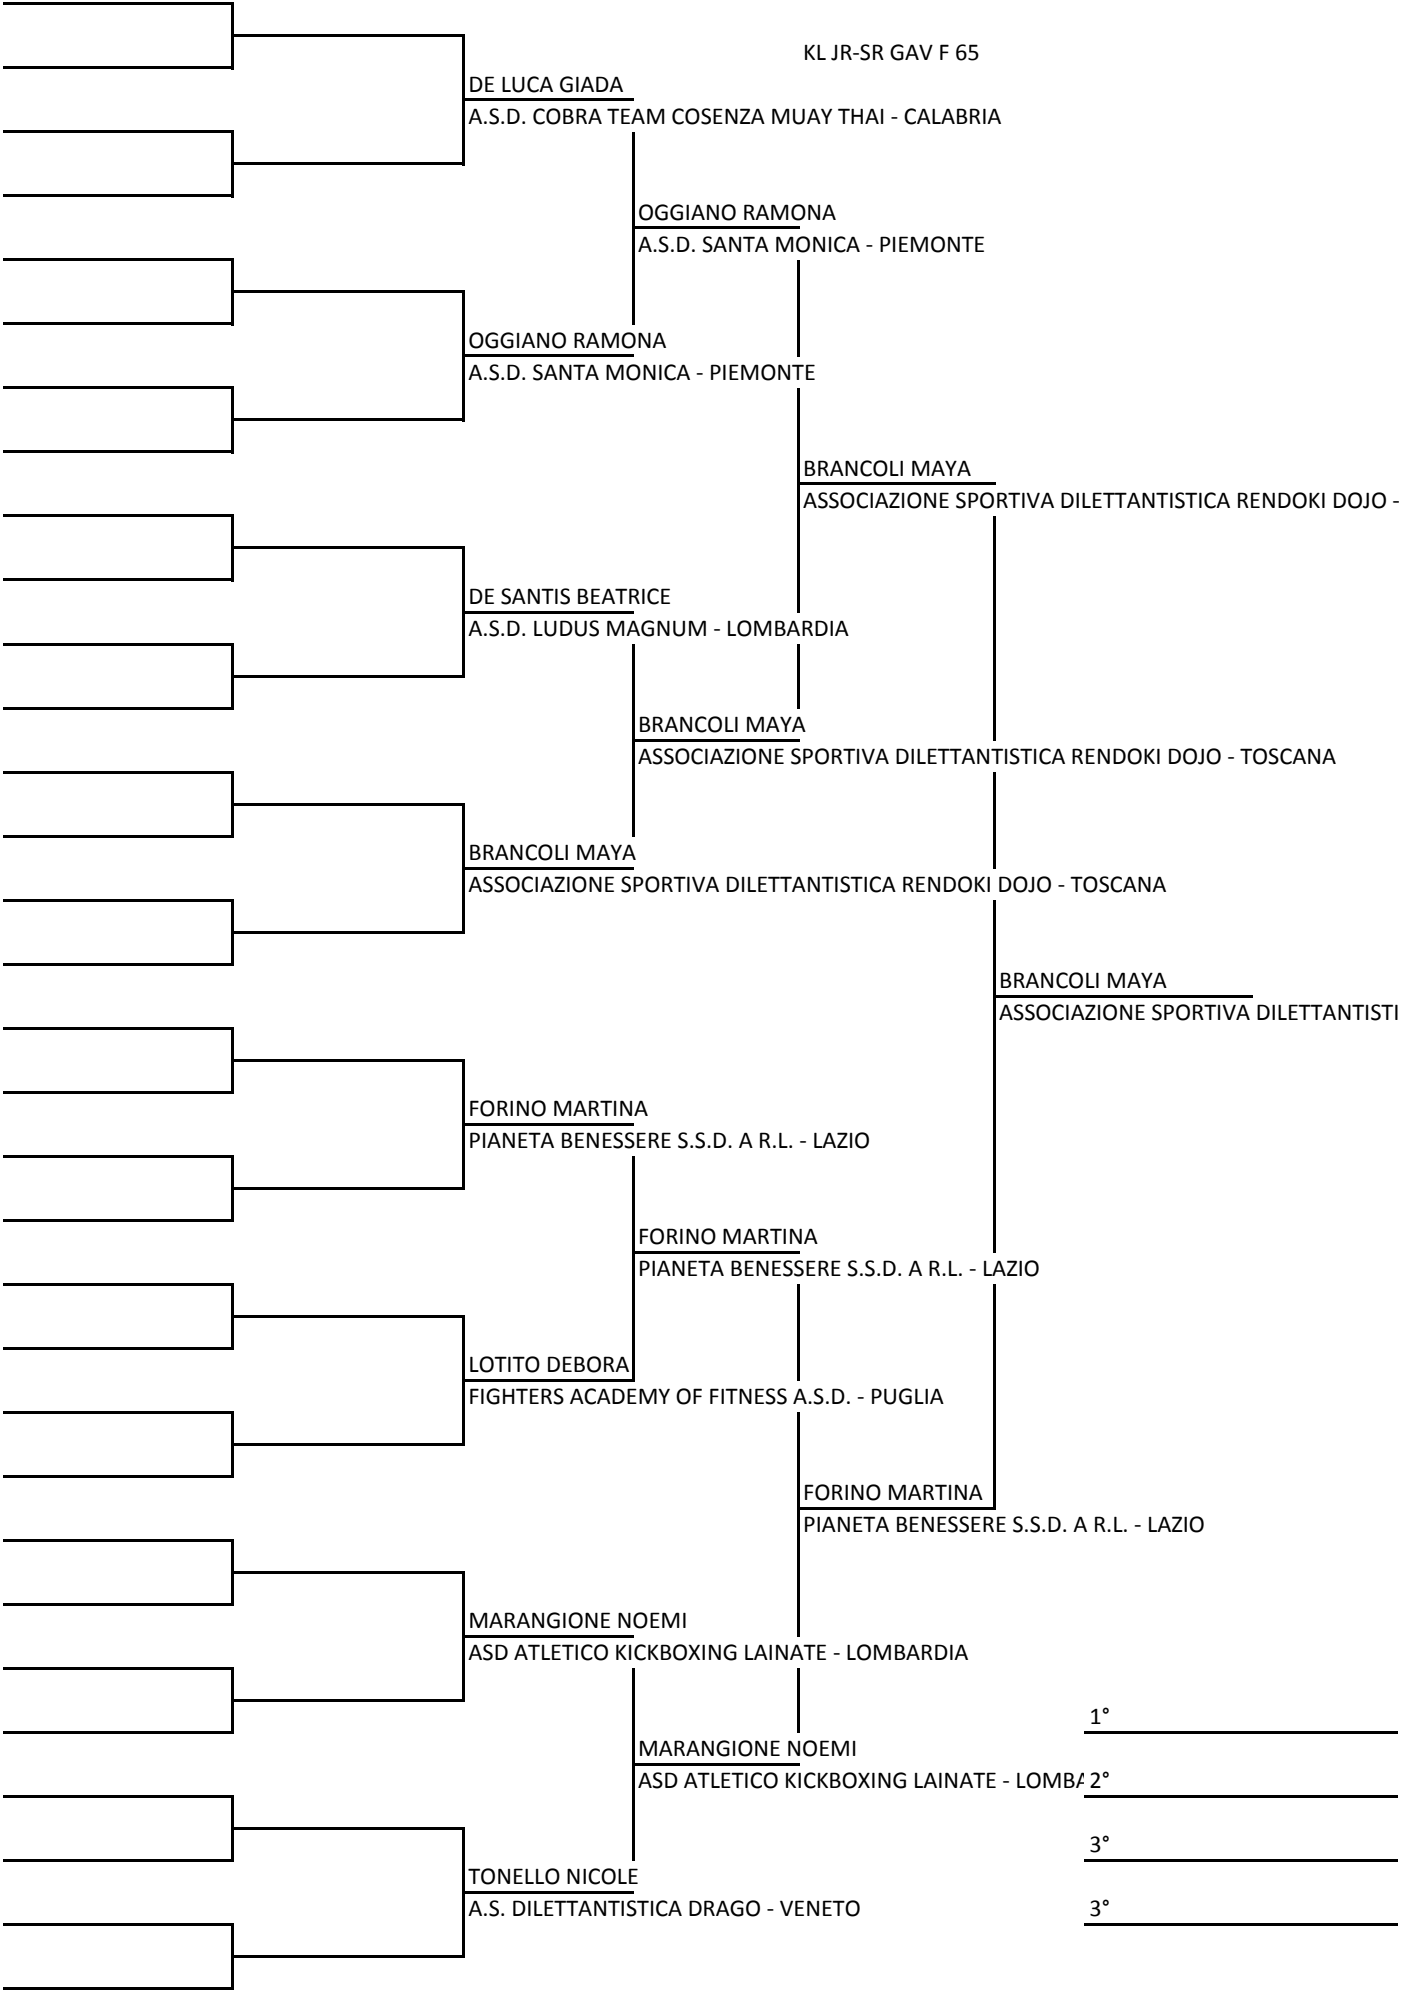 KL JR-SR GAV F 65
DE LUCA GIADA
A.S.D. COBRA TEAM COSENZA MUAY THAI - CALABRIA
OGGIANO RAMONA
A.S.D. SANTA MONICA - PIEMONTE
OGGIANO RAMONA
A.S.D. SANTA MONICA - PIEMONTE
BRANCOLI MAYA
ASSOCIAZIONE SPORTIVA DILETTANTISTICA RENDOKI DOJO -
DE SANTIS BEATRICE
A.S.D. LUDUS MAGNUM - LOMBARDIA
BRANCOLI MAYA
ASSOCIAZIONE SPORTIVA DILETTANTISTICA RENDOKI DOJO - TOSCANA
BRANCOLI MAYA
ASSOCIAZIONE SPORTIVA DILETTANTISTICA RENDOKI DOJO - TOSCANA
BRANCOLI MAYA
ASSOCIAZIONE SPORTIVA DILETTANTISTI
FORINO MARTINA
PIANETA BENESSERE S.S.D. A R.L. - LAZIO
FORINO MARTINA
PIANETA BENESSERE S.S.D. A R.L. - LAZIO
LOTITO DEBORA
FIGHTERS ACADEMY OF FITNESS A.S.D. - PUGLIA
FORINO MARTINA
PIANETA BENESSERE S.S.D. A R.L. - LAZIO
MARANGIONE NOEMI
ASD ATLETICO KICKBOXING LAINATE - LOMBARDIA
1°
MARANGIONE NOEMI
ASD ATLETICO KICKBOXING LAINATE - LOMBA
2°
3°
TONELLO NICOLE
A.S. DILETTANTISTICA DRAGO - VENETO
3°